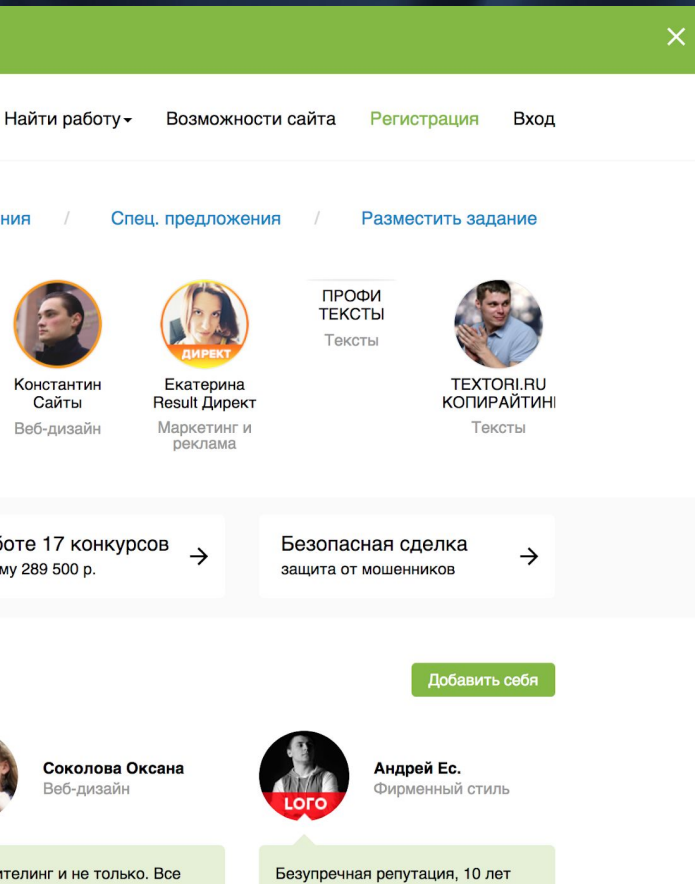 Найти работу Возможности сайта Регистрация Вход
ния / Спец. предложения / Разместить задание
ДИРЕКТ
ПРОФИ
ТЕКСТЫ
Тексты
Константин
Сайты
Веб-дизайн
Екатерина
Result Директ
Маркетинг и
реклама
TEXTORI.RU
КОПИРАЙТИН
Тексты
боте 17 конкурсов
му 289 500 р.
Безопасная сделка
защита от мошенников
Добавить себя
Соколова Оксана
Веб-дизайн
LOГO
Андрей Ес.
Фирменный стиль
ителинг и не только. Все
Безупречная репутация, 10 лет